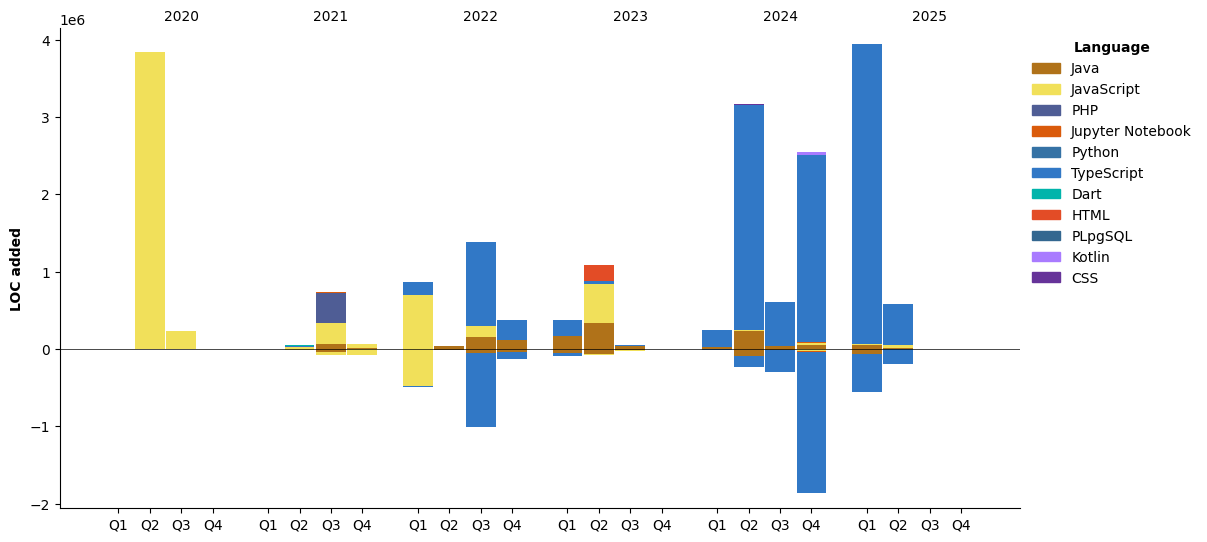 1e6
2020 2021 2022 2023 2024 2025
4
3
2
1
0
−1
−2
LOC added
Q1 Q2 Q3 Q4 Q1 Q2 Q3 Q4 Q1 Q2 Q3 Q4 Q1 Q2 Q3 Q4 Q1 Q2 Q3 Q4 Q1 Q2 Q3 Q4
Language
Java
JavaScript
PHP
Jupyter Notebook
Python
TypeScript
Dart
HTML
PLpgSQL
Kotlin
CSS